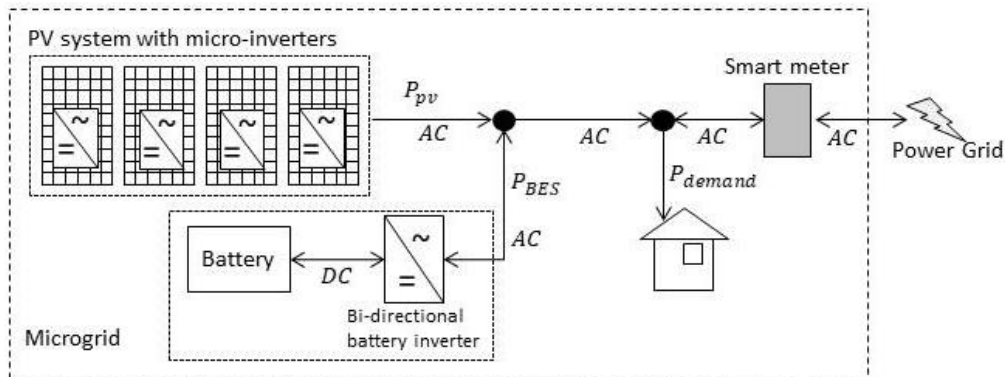 PV system with micro-inverters
~
=
~
=
~
=
~
=
P_pv
AC
AC
AC
Smart meter
AC
Power Grid
P_BES
AC
P_demand
Battery
DC
~
=
Bi-directional
battery inverter
Microgrid